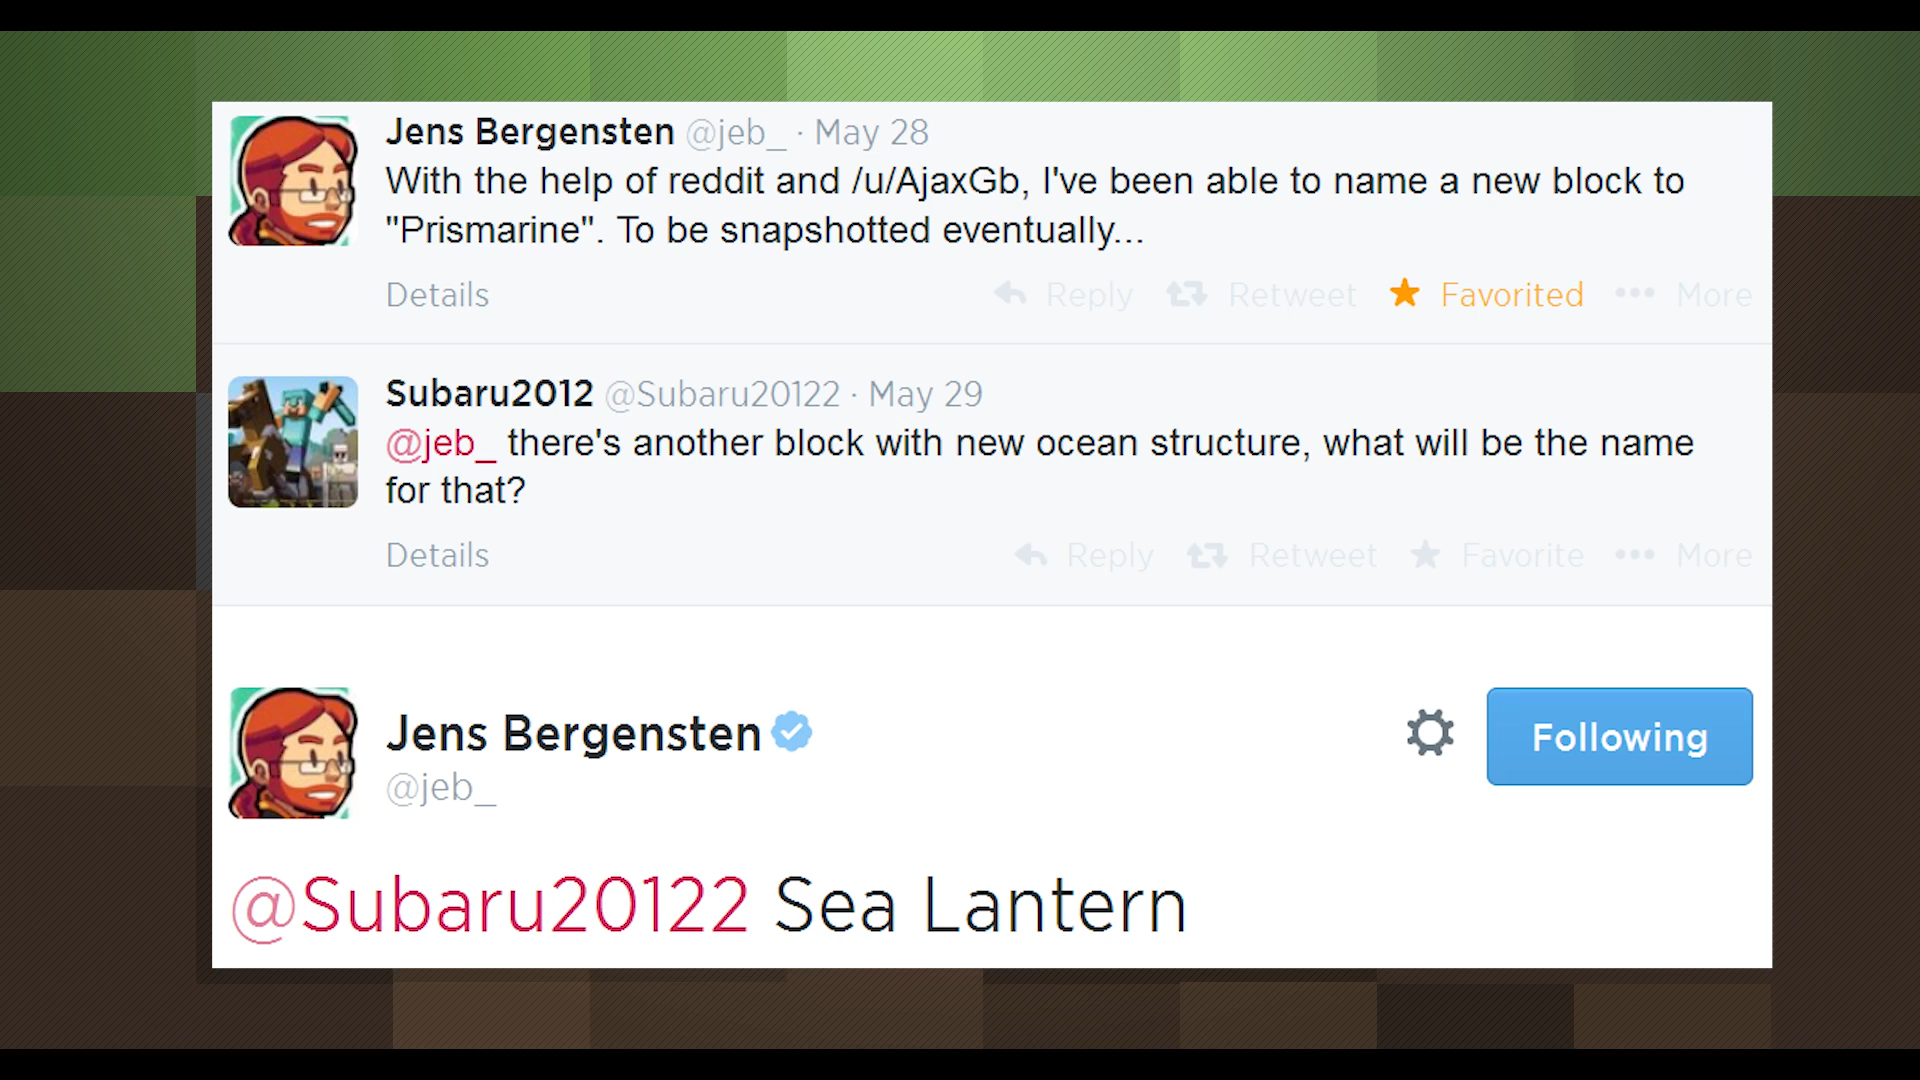 Jens Bergensten @jeb_ · May 28
With the help of reddit and /u/AjaxGb, I've been able to name a new block to
"Prismarine". To be snapshotted eventually...
Details Reply Retweet Favorited More
Subaru2012 @Subaru20122 · May 29
@jeb_ there's another block with new ocean structure, what will be the name
for that?
Details Reply Retweet Favorite More
Jens Bergensten
Following
@jeb_
@Subaru20122 Sea Lantern